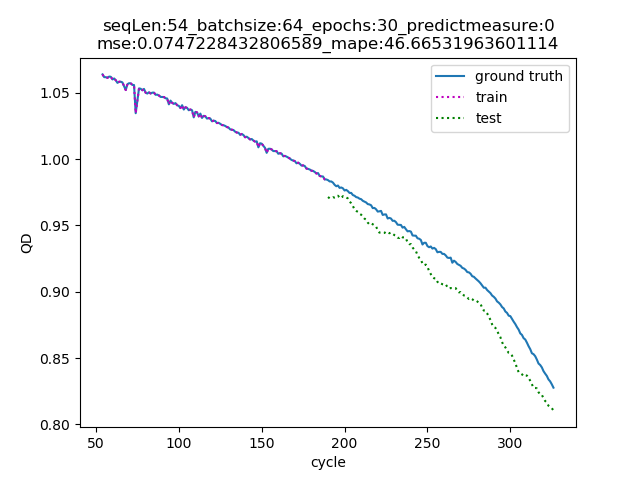 seqLen:54_batchsize:64_epochs:30_predictmeasure:0
mse:0.0747228432806589_mape:46.66531963601114
ground truth
train
test
1.05
1.00
0.95
0.90
0.85
0.80
QD
50 100 150 200 250 300
cycle